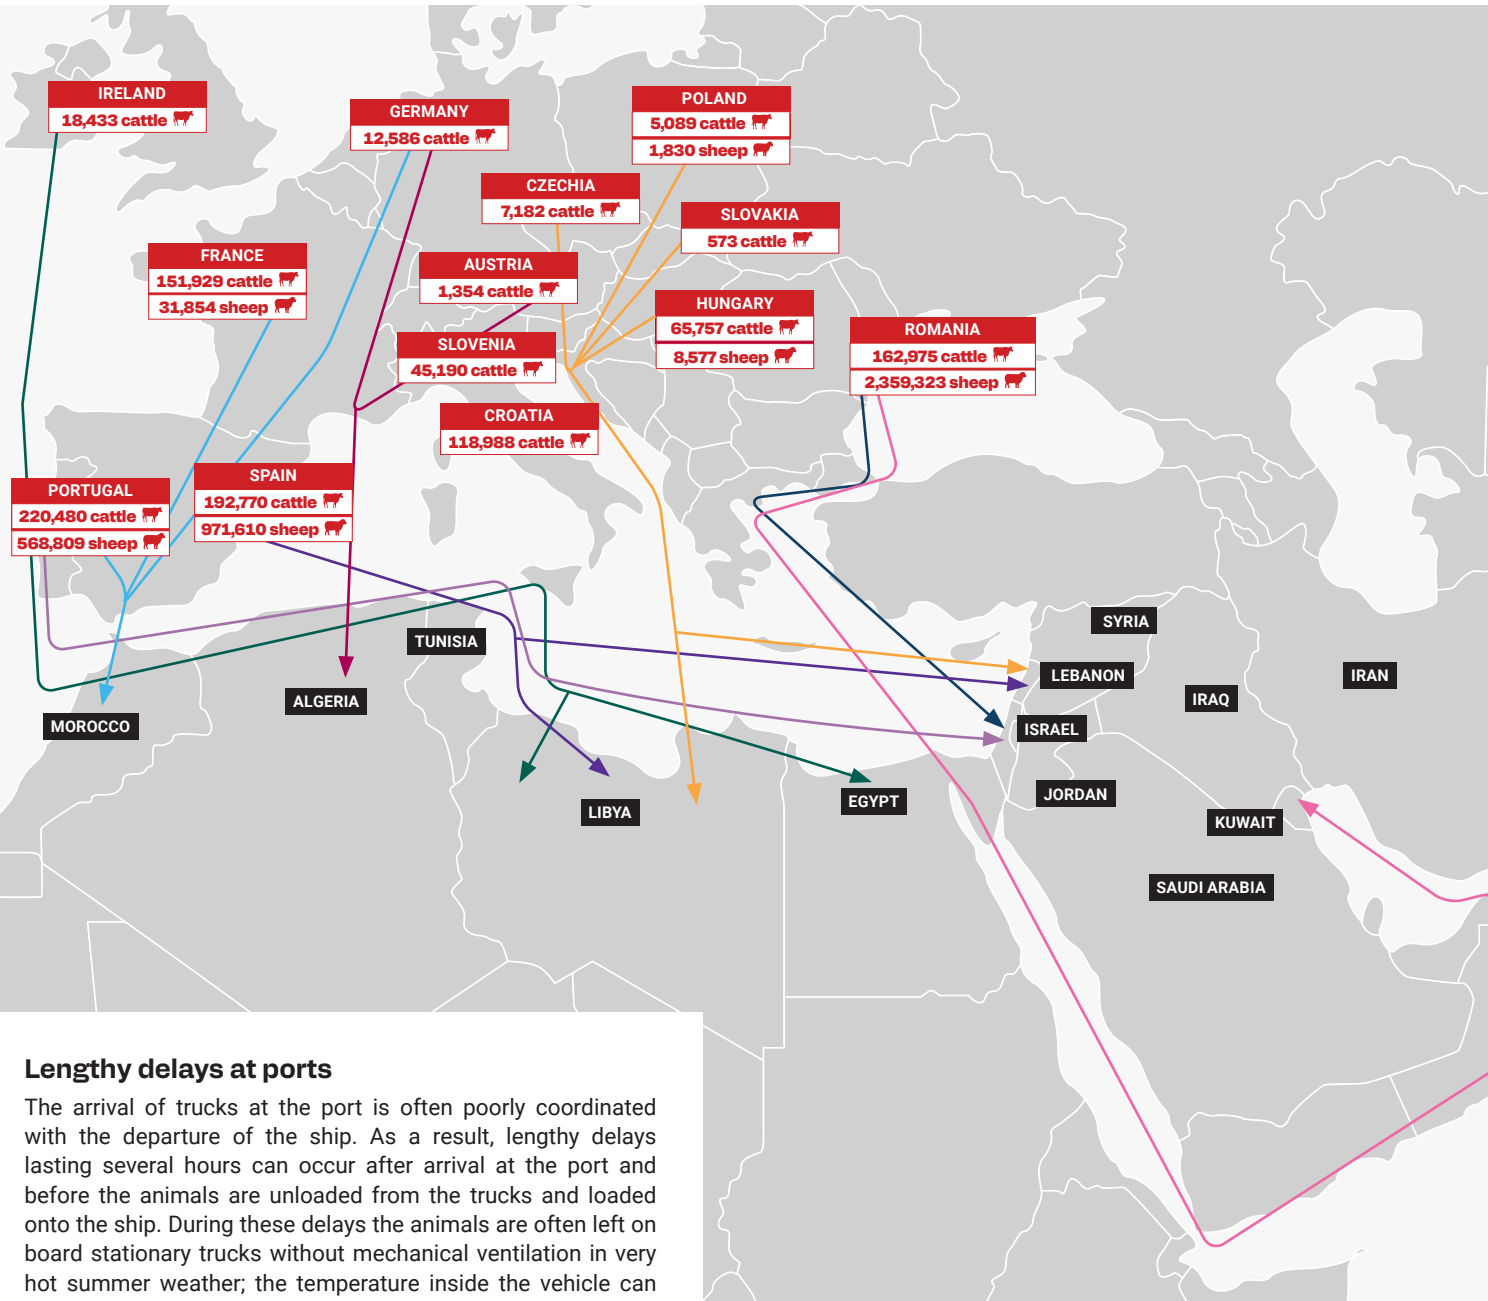 IRELAND
18,433 cattle
GERMANY
12,586 cattle
POLAND
5,089 cattle
1,830 sheep
CZECHIA
7,182 cattle
SLOVAKIA
573 cattle
FRANCE
151,929 cattle
31,854 sheep
AUSTRIA
1,354 cattle
HUNGARY
65,757 cattle
8,577 sheep
ROMANIA
162,975 cattle
2,359,323 sheep
SLOVENIA
45,190 cattle
CROATIA
118,988 cattle
SPAIN
192,770 cattle
971,610 sheep
PORTUGAL
220,480 cattle
568,809 sheep
SYRIA
TUNISIA
LEBANON
IRAN
IRAQ
ALGERIA
MOROCCO
ISRAEL
JORDAN
EGYPT
LIBYA
KUWAIT
SAUDI ARABIA
Lengthy delays at ports
The arrival of trucks at the port is often poorly coordinated
with the departure of the ship. As a result, lengthy delays
lasting several hours can occur after arrival at the port and
before the animals are unloaded from the trucks and loaded
onto the ship. During these delays the animals are often left on
board stationary trucks without mechanical ventilation in very
hot summer weather; the temperature inside the vehicle can